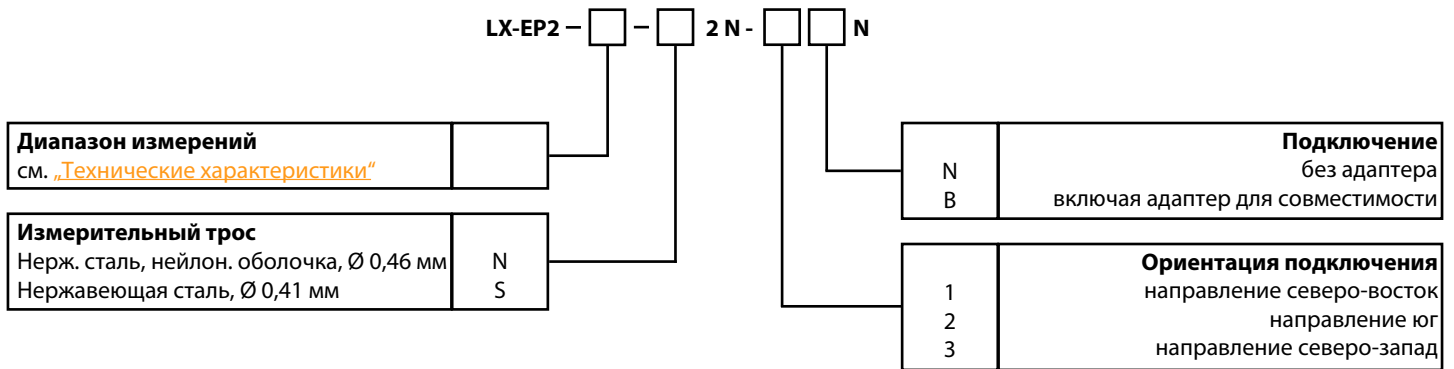 LX-EP2 – – 2 N - N
Диапазон измерений
см. „Технические характеристики“
Измерительный трос
Нерж. сталь, нейлон. оболочка, Ø 0,46 мм N
Нержавеющая сталь, Ø 0,41 мм S
Подключение
N без адаптера
B включая адаптер для совместимости
Ориентация подключения
1 направление северо-восток
2 направление юг
3 направление северо-запад